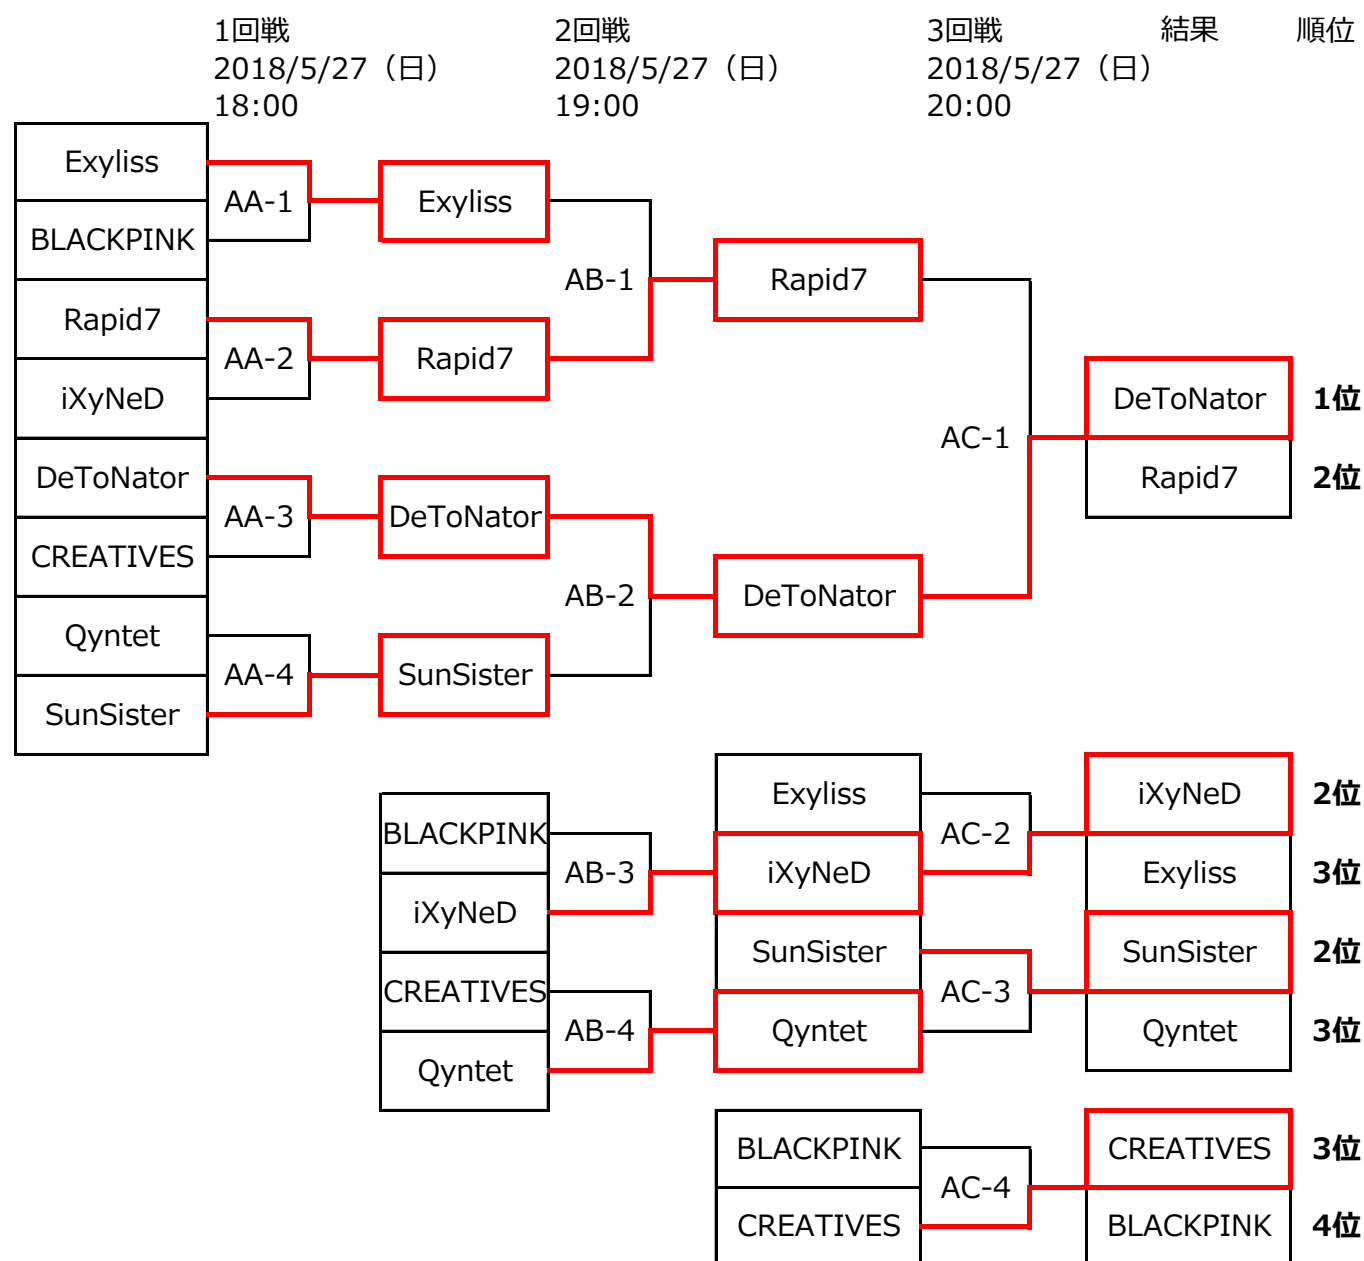 1回戦
2018/5/27（日）
18:00
2回戦
2018/5/27（日）
19:00
3回戦
2018/5/27（日）
20:00
結果
順位
Exyliss
BLACKPINK
Rapid7
iXyNeD
DeToNator
CREATIVES
Qyntet
SunSister
AA-1
AA-2
AA-3
AA-4
Exyliss
Rapid7
DeToNator
SunSister
AB-1
AB-2
Rapid7
DeToNator
AC-1
DeToNator 1位
Rapid7 2位
BLACKPINK
iXyNeD
CREATIVES
Qyntet
AB-3
AB-4
Exyliss
iXyNeD
SunSister
Qyntet
AC-2
AC-3
iXyNeD 2位
Exyliss 3位
SunSister 2位
Qyntet 3位
BLACKPINK
CREATIVES
AC-4
CREATIVES 3位
BLACKPINK 4位